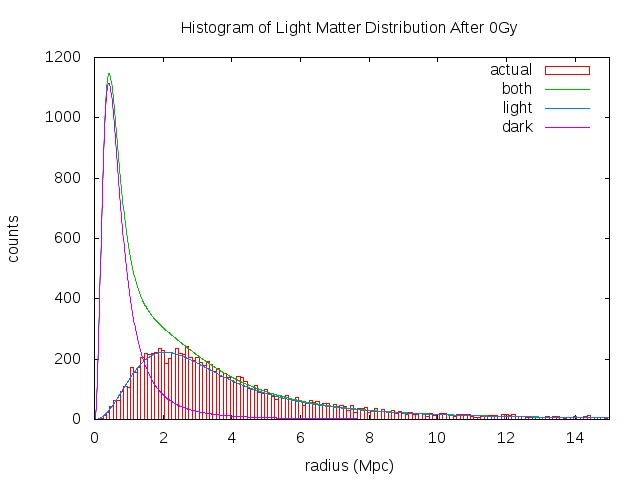 Histogram of Light Matter Distribution After 0Gy
1200
1000
800
600
400
200
0
counts
actual
both
light
dark
0 2 4 6 8 10 12 14
radius (Mpc)